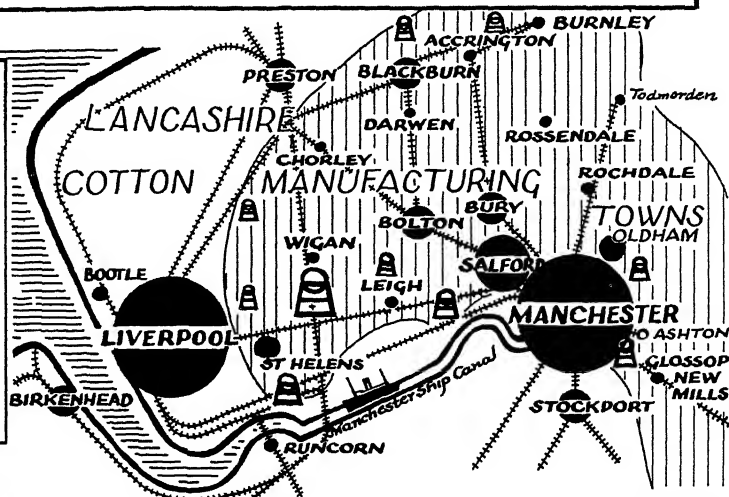 BURNLEY
ACCRINGTON
PRESTON
BLACKBURN
Todmorden
LANCASHIRE
DARWEN
ROSSENDALE
CHORLEY
COTTON MANUFACTURING
ROCHDALE
BURY
TOWNS
BOLTON
OLDHAM
WIGAN
SALFORD
BOOTLE
LEIGH
MANCHESTER
LIVERPOOL
ASHTON
ST HELENS
GLOSSOP
NEW
MILLS
BIRKENHEAD
Manchester Ship Canal
STOCKPORT
RUNCORN